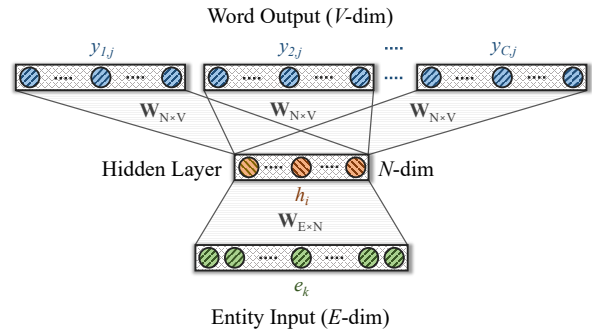 Word Output (V-dim)
y1,j y2,j .... yC,j
.... .... .... .... .... ....
WN×V WN×V WN×V
Hidden Layer .... .... N-dim
hi
WE×N
.... ....
ek
Entity Input (E-dim)